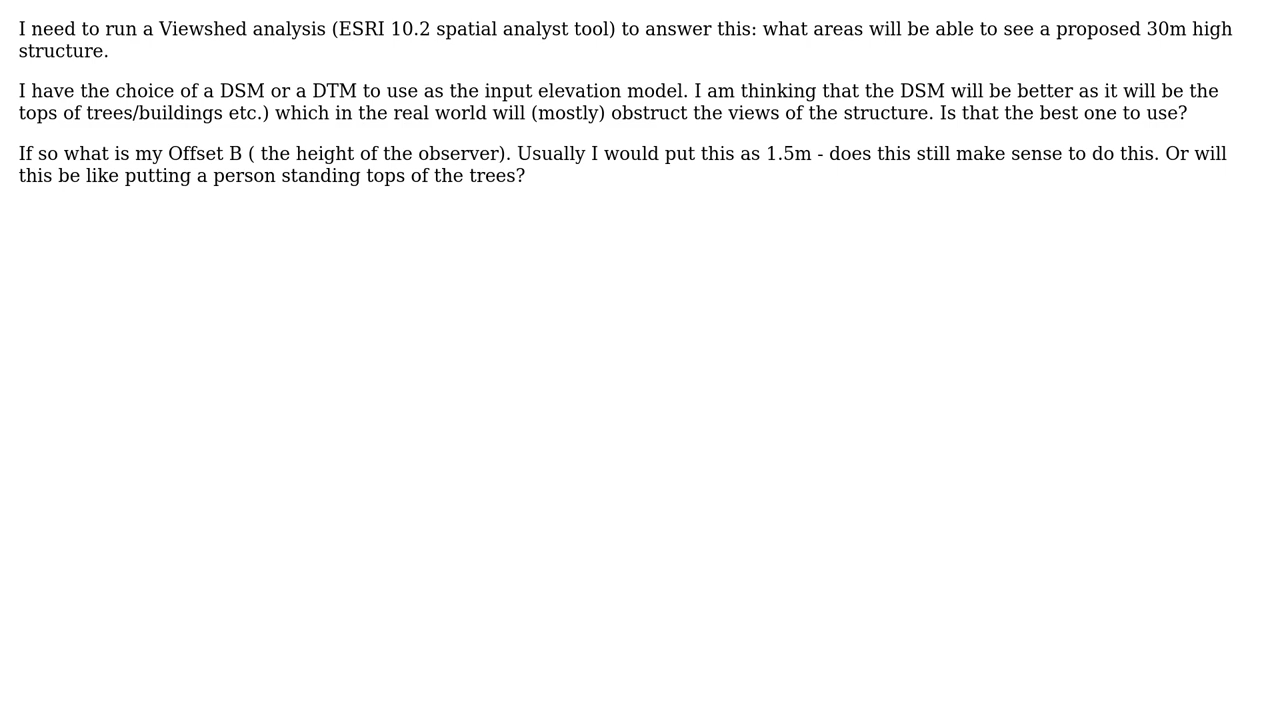 I need to run a Viewshed analysis (ESRI 10.2 spatial analyst tool) to answer this: what areas will be able to see a proposed 30m high
structure.
I have the choice of a DSM or a DTM to use as the input elevation model. I am thinking that the DSM will be better as it will be the
tops of trees/buildings etc.) which in the real world will (mostly) obstruct the views of the structure. Is that the best one to use?
If so what is my Offset B ( the height of the observer). Usually I would put this as 1.5m - does this still make sense to do this. Or will
this be like putting a person standing tops of the trees?